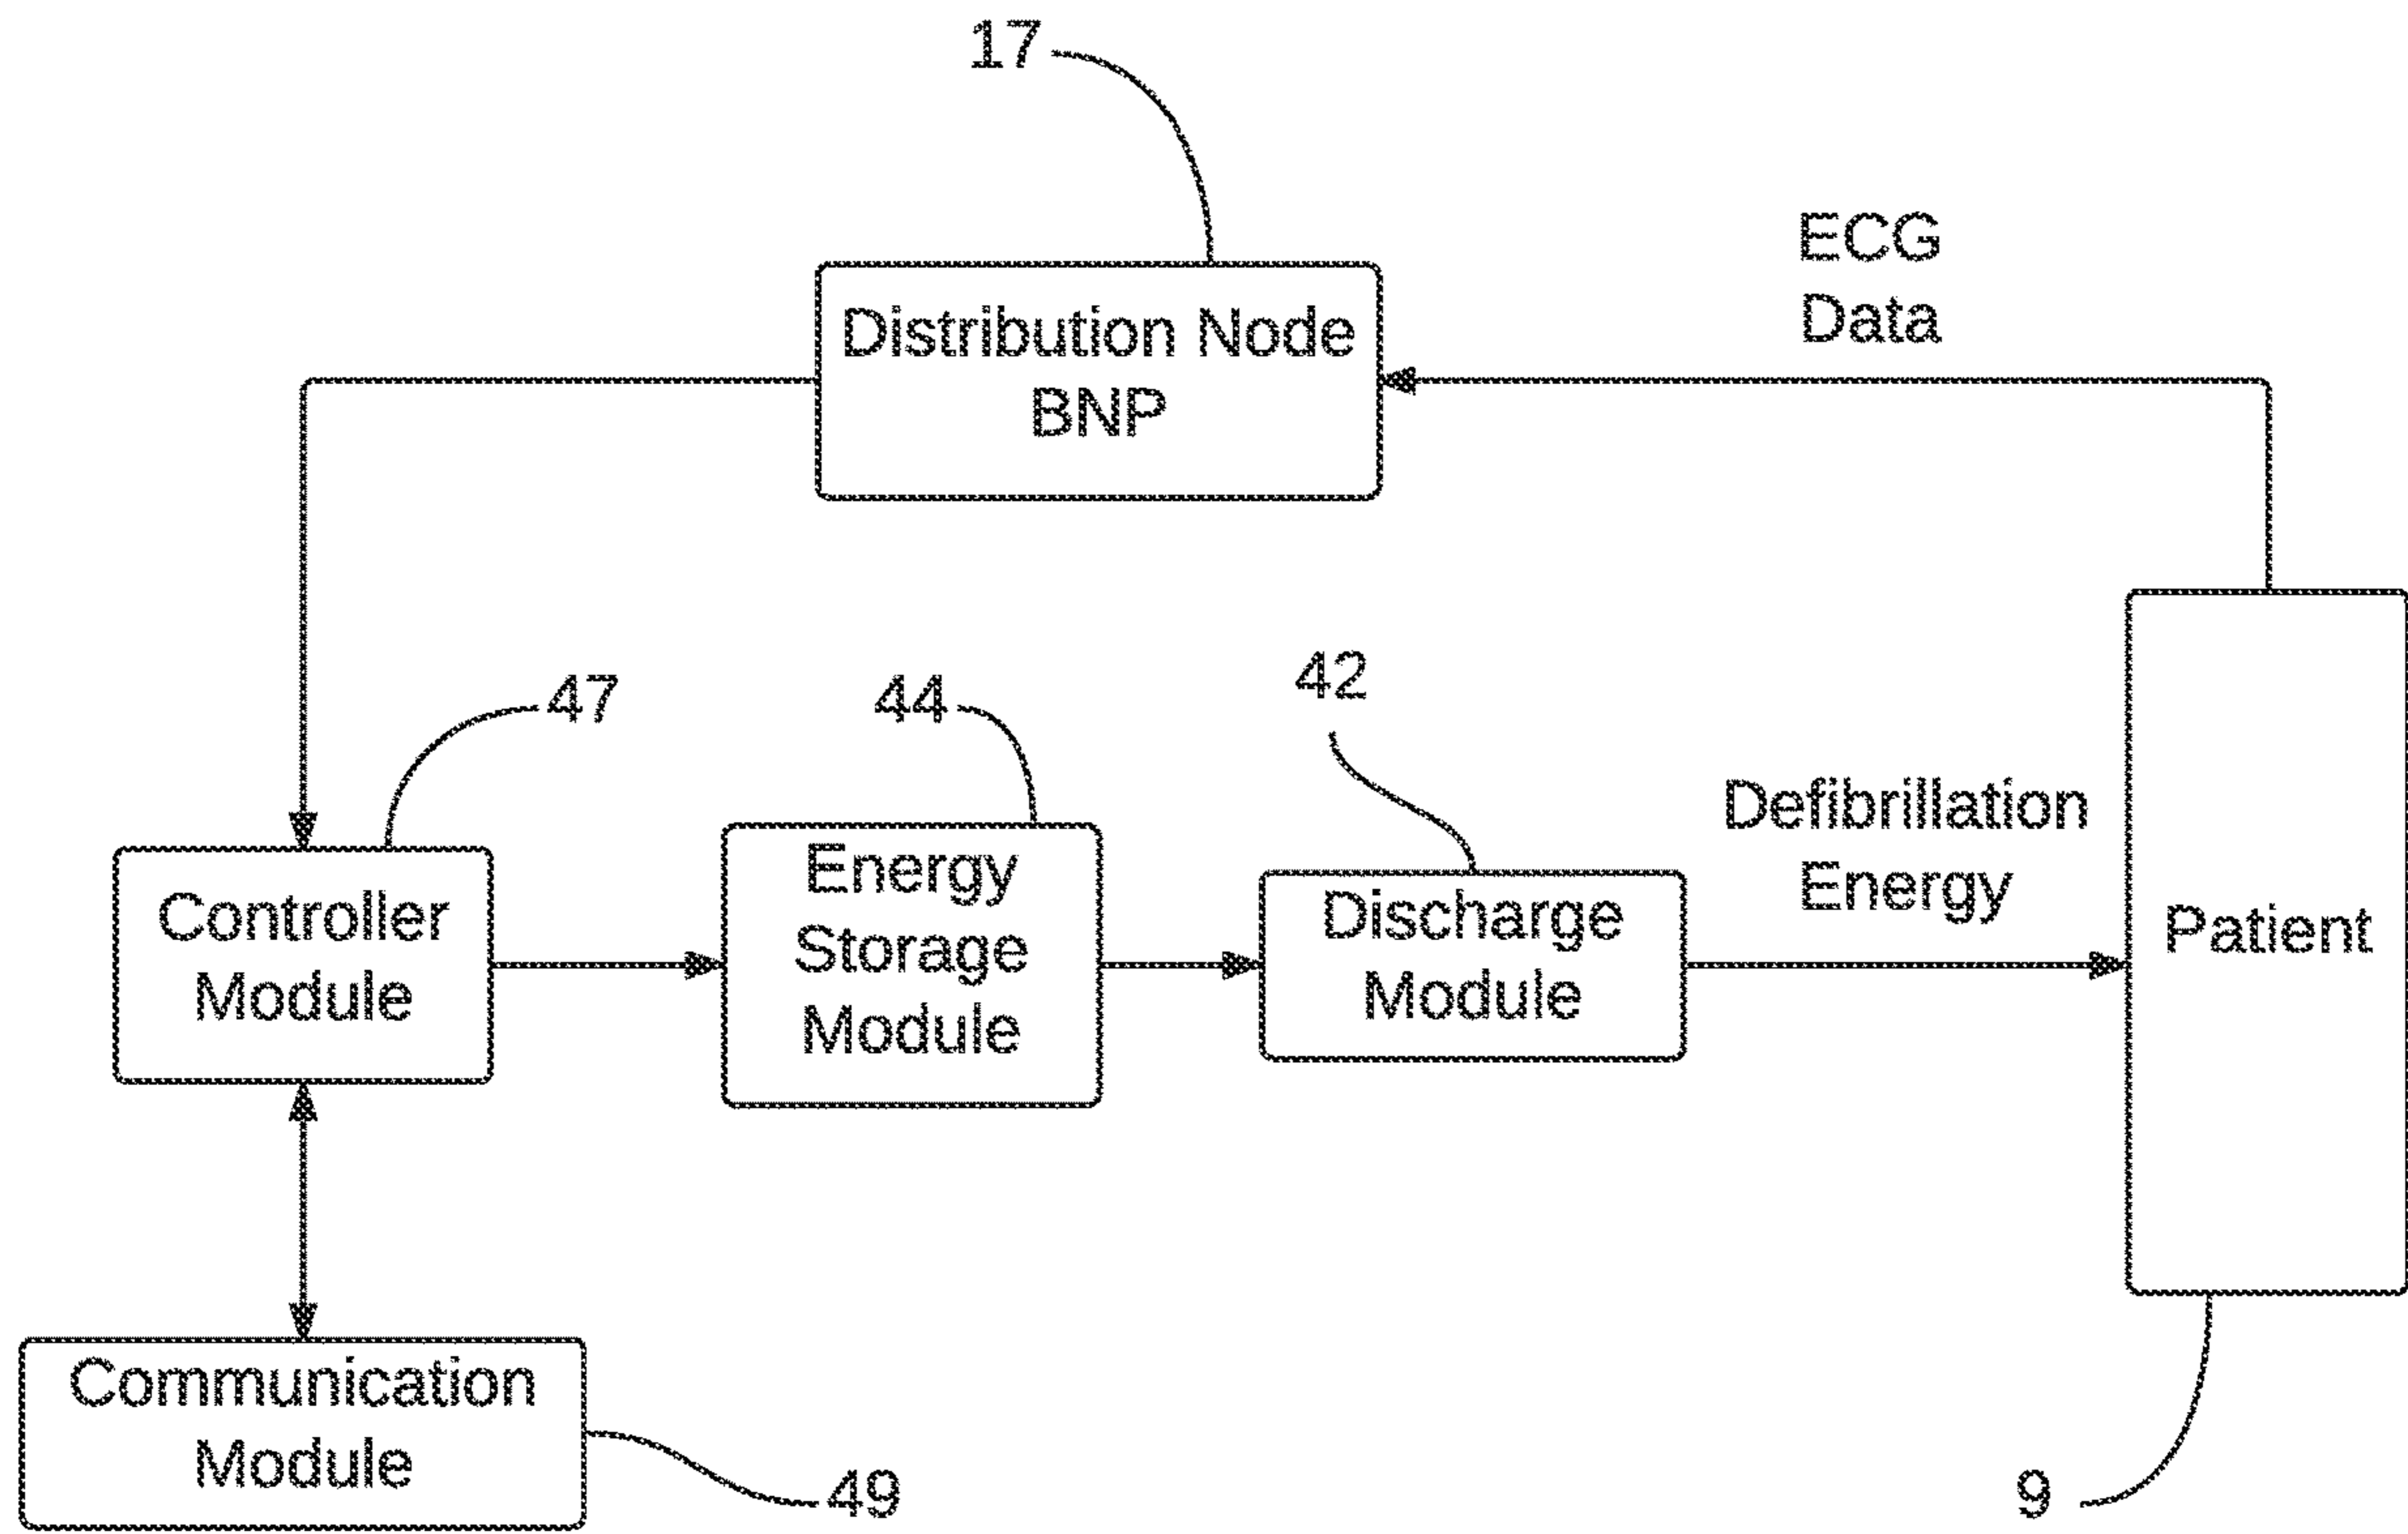 17
ECG
Data
Distribution Node
BNP
47
44
42
Defibrillation
Energy
Controller
Module
Energy
Storage
Module
Discharge
Module
Patient
Communication
Module
49
9